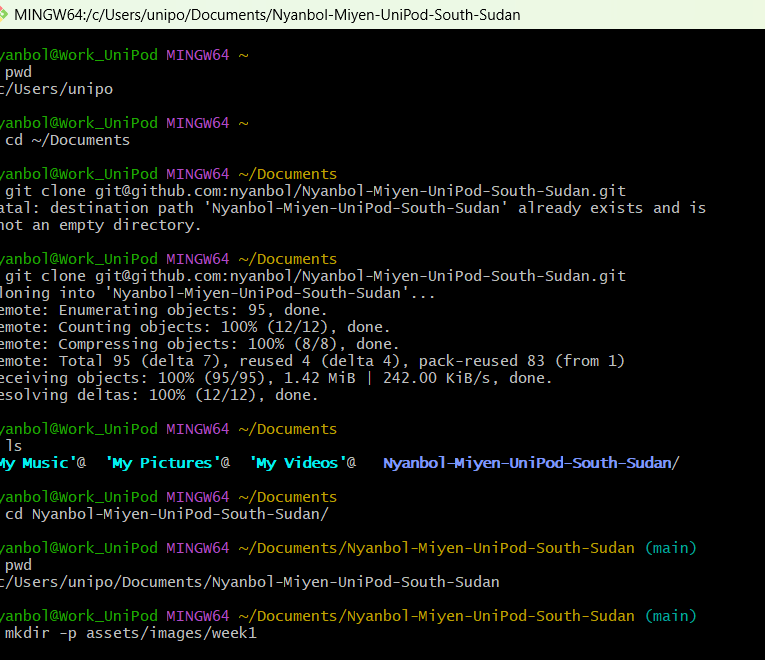 MINGW64:/c/Users/unipo/Documents/Nyanbol-Miyen-UniPod-South-Sudan
yanbol@Work_UniPod MINGW64 ~
pwd
c/Users/unipo
yanbol@Work_UniPod MINGW64 ~
cd ~/Documents
yanbol@Work_UniPod MINGW64 ~/Documents
git clone git@github.com:nyanbol/Nyanbol-Miyen-UniPod-South-Sudan.git
atal: destination path 'Nyanbol-Miyen-UniPod-South-Sudan' already exists and is
not an empty directory.
yanbol@Work_UniPod MINGW64 ~/Documents
git clone git@github.com:nyanbol/Nyanbol-Miyen-UniPod-South-Sudan.git
loning into 'Nyanbol-Miyen-UniPod-South-Sudan'...
emote: Enumerating objects: 95, done.
emote: Counting objects: 100% (12/12), done.
emote: Compressing objects: 100% (8/8), done.
emote: Total 95 (delta 7), reused 4 (delta 4), pack-reused 83 (from 1)
eceiving objects: 100% (95/95), 1.42 MiB | 242.00 KiB/s, done.
esolving deltas: 100% (12/12), done.
yanbol@Work_UniPod MINGW64 ~/Documents
ls
My Music'@  'My Pictures'@  'My Videos'@   Nyanbol-Miyen-UniPod-South-Sudan/
yanbol@Work_UniPod MINGW64 ~/Documents
cd Nyanbol-Miyen-UniPod-South-Sudan/
yanbol@Work_UniPod MINGW64 ~/Documents/Nyanbol-Miyen-UniPod-South-Sudan (main)
pwd
c/Users/unipo/Documents/Nyanbol-Miyen-UniPod-South-Sudan
yanbol@Work_UniPod MINGW64 ~/Documents/Nyanbol-Miyen-UniPod-South-Sudan (main)
mkdir -p assets/images/week1